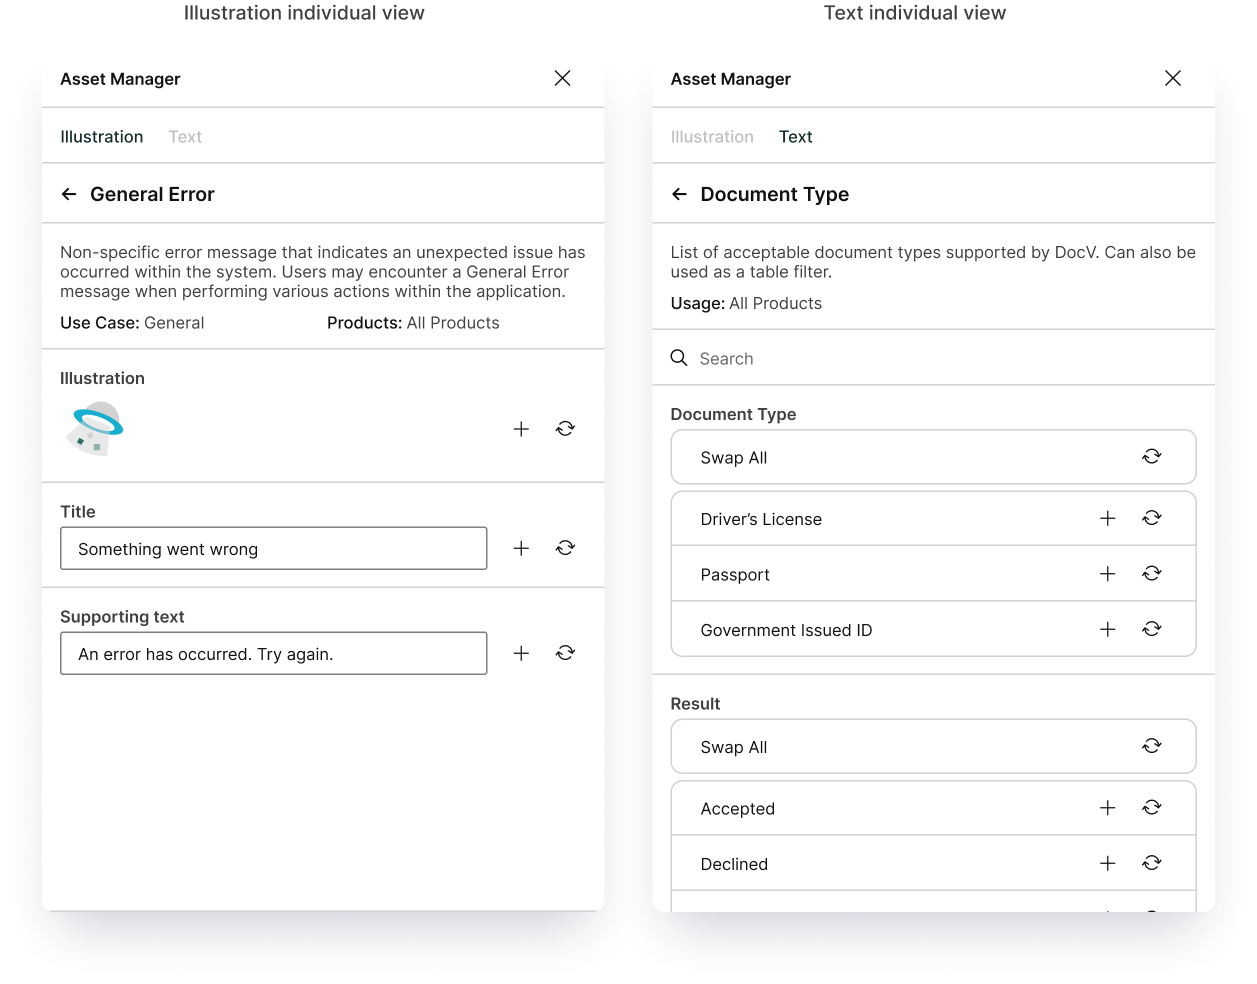 Illustration individual view
Asset Manager
Illustration Text
General Error
Non-specific error message that indicates an unexpected issue has
occurred within the system. Users may encounter a General Error
message when performing various actions within the application.
Use Case: General Products: All Products
Illustration
Title
Something went wrong
Supporting text
An error has occurred. Try again.
Text individual view
Asset Manager
Illustration Text
Document Type
List of acceptable document types supported by DocV. Can also be
used as a table filter.
Usage: All Products
Search
Document Type
Swap All
Driver’s License
Passport
Government Issued ID
Result
Swap All
Accepted
Declined